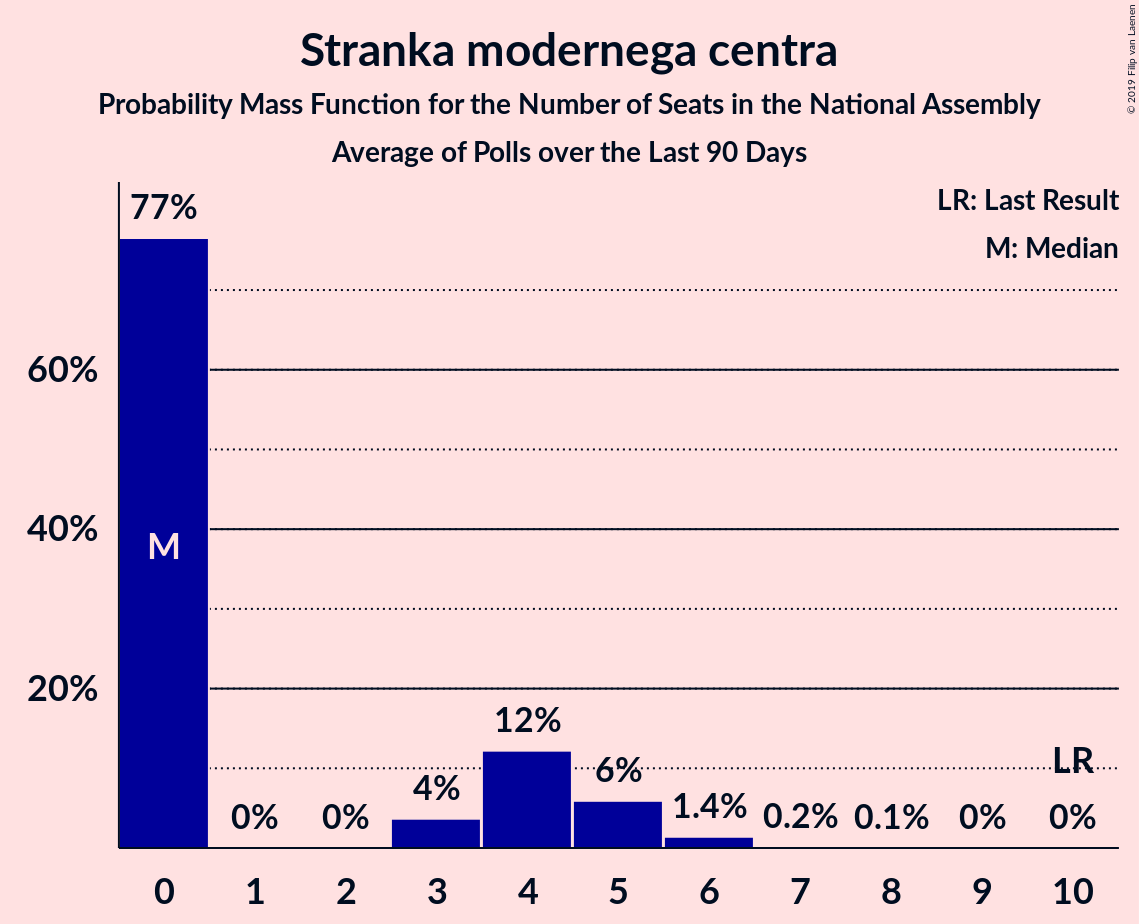 Stranka modernega centra
Probability Mass Function for the Number of Seats in the National Assembly
Average of Polls over the Last 90 Days
© 2019 Filip van Laenen
LR: Last Result
M: Median
77%
60%
40%
20%
M
0%
0%
4%
12%
6%
1.4%
0.2%
0.1%
0%
0%
LR
0 1 2 3 4 5 6 7 8 9 10